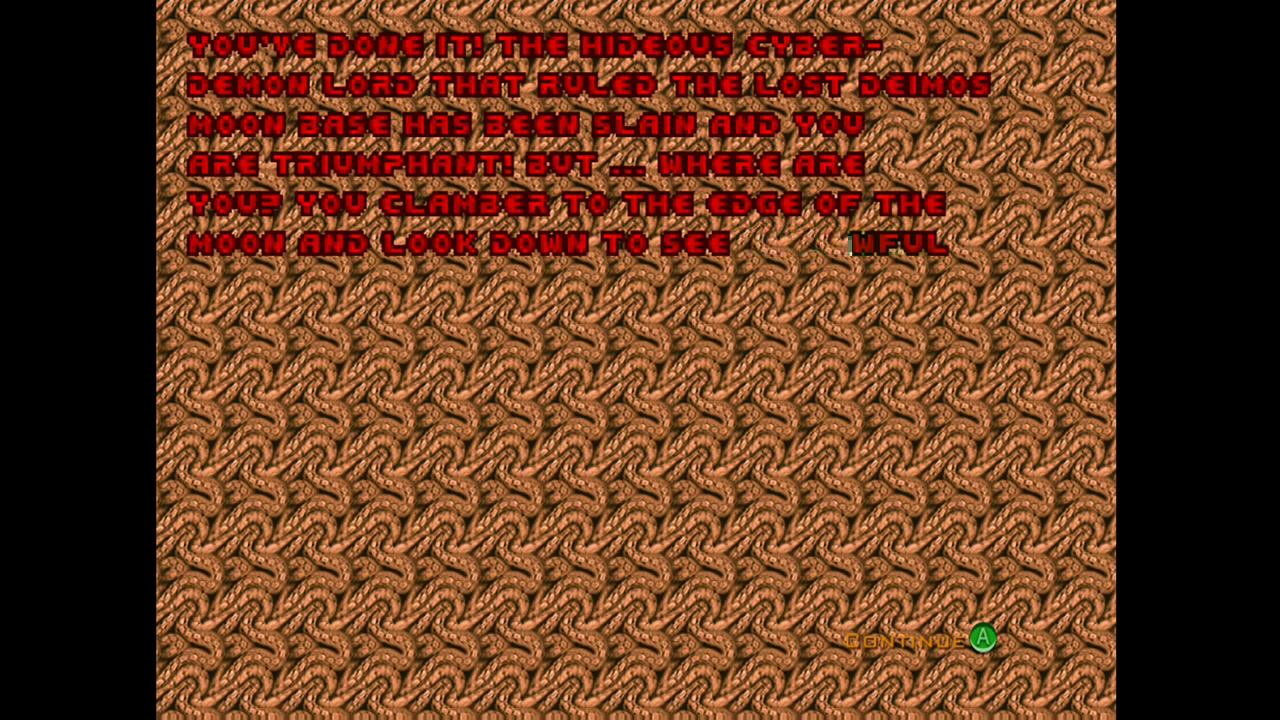 YOU'VE DONE IT! THE HIDEOUS CYBER-
DEMON LORD THAT RULED THE LOST DEIMOS
MOON BASE HAS BEEN SLAIN AND YOU
ARE TRIUMPHANT! BUT ... WHERE ARE
YOU? YOU CLAMBER TO THE EDGE OF THE
MOON AND LOOK DOWN TO SEE WFUL
CONTINUE A